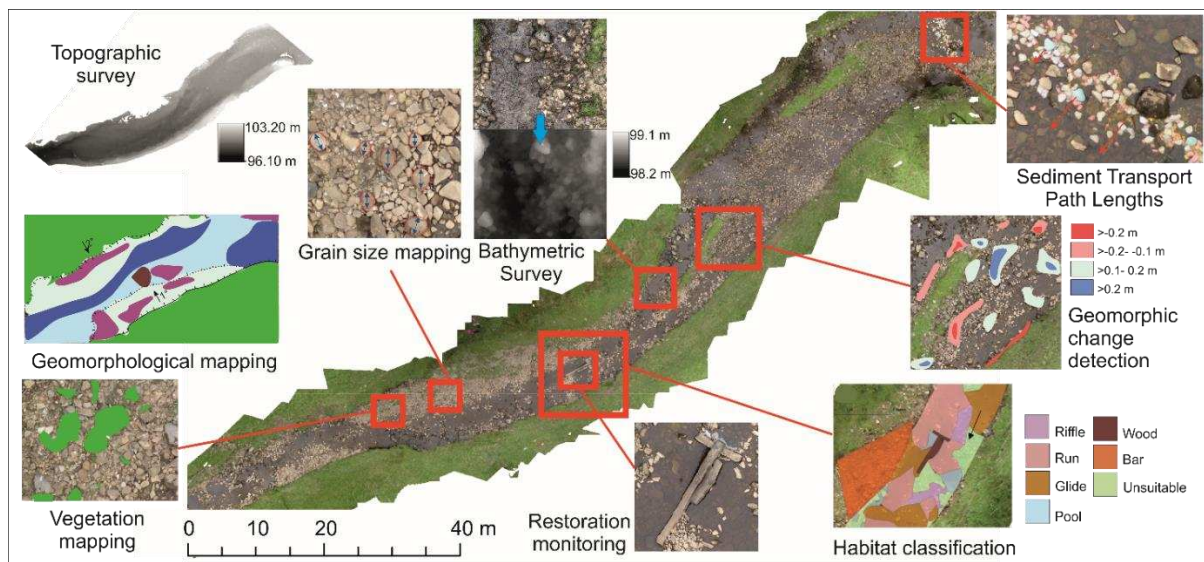 Topographic
survey
103.20 m
96.10 m
Grain size mapping
99.1 m
98.2 m
Bathymetric
Survey
Sediment Transport
Path Lengths
>-0.2 m
>-0.2- -0.1 m
>0.1- 0.2 m
>0.2 m
Geomorphic
change
detection
Geomorphological mapping
Vegetation
mapping
0 10 20 40 m
Restoration
monitoring
Riffle
Run
Glide
Pool
Wood
Bar
Unsuitable
Habitat classification